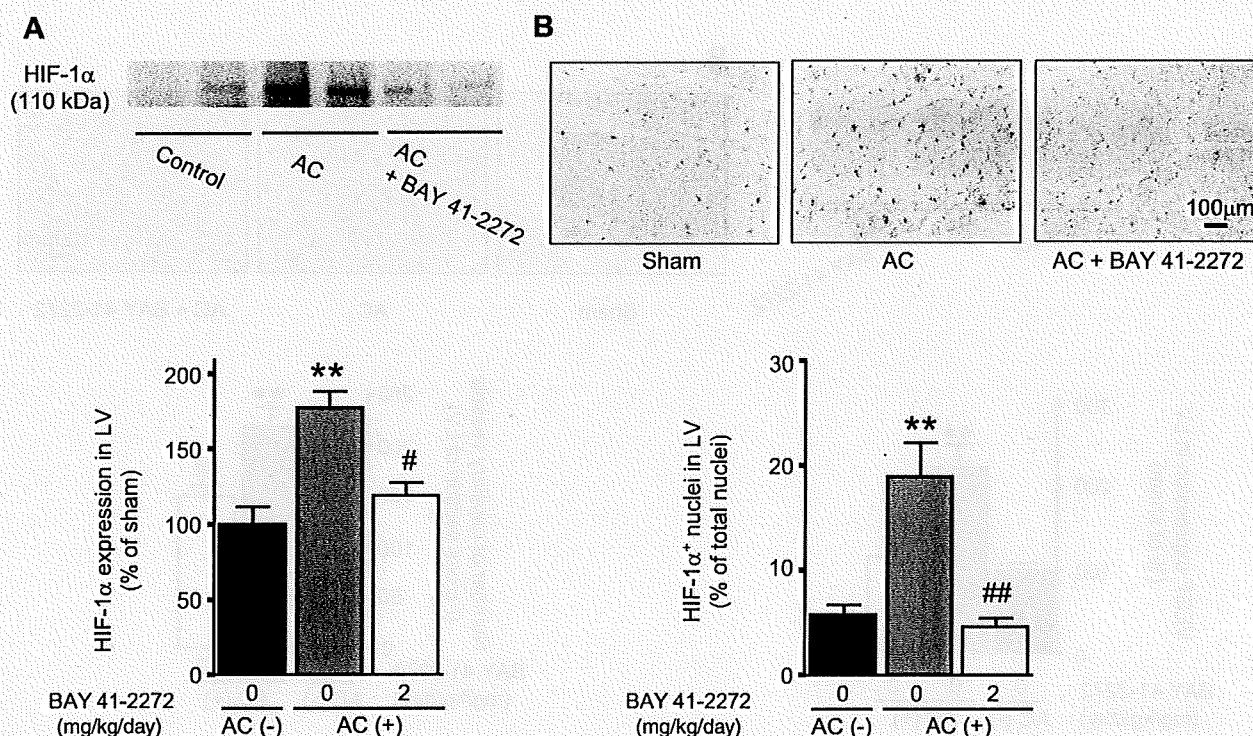 A
HIF-1α
(110 kDa)
Control
AC
AC
+ BAY 41-2272
200
150
100
50
0
HIF-1α expression in LV
(% of sham)
**
#
BAY 41-2272
(mg/kg/day)
0 0 2
AC (-) AC (+)
B
100μm
Sham AC AC + BAY 41-2272
30
20
10
0
HIF-1α⁺ nuclei in LV
(% of total nuclei)
**
##
BAY 41-2272
(mg/kg/day)
0 0 2
AC (-) AC (+)